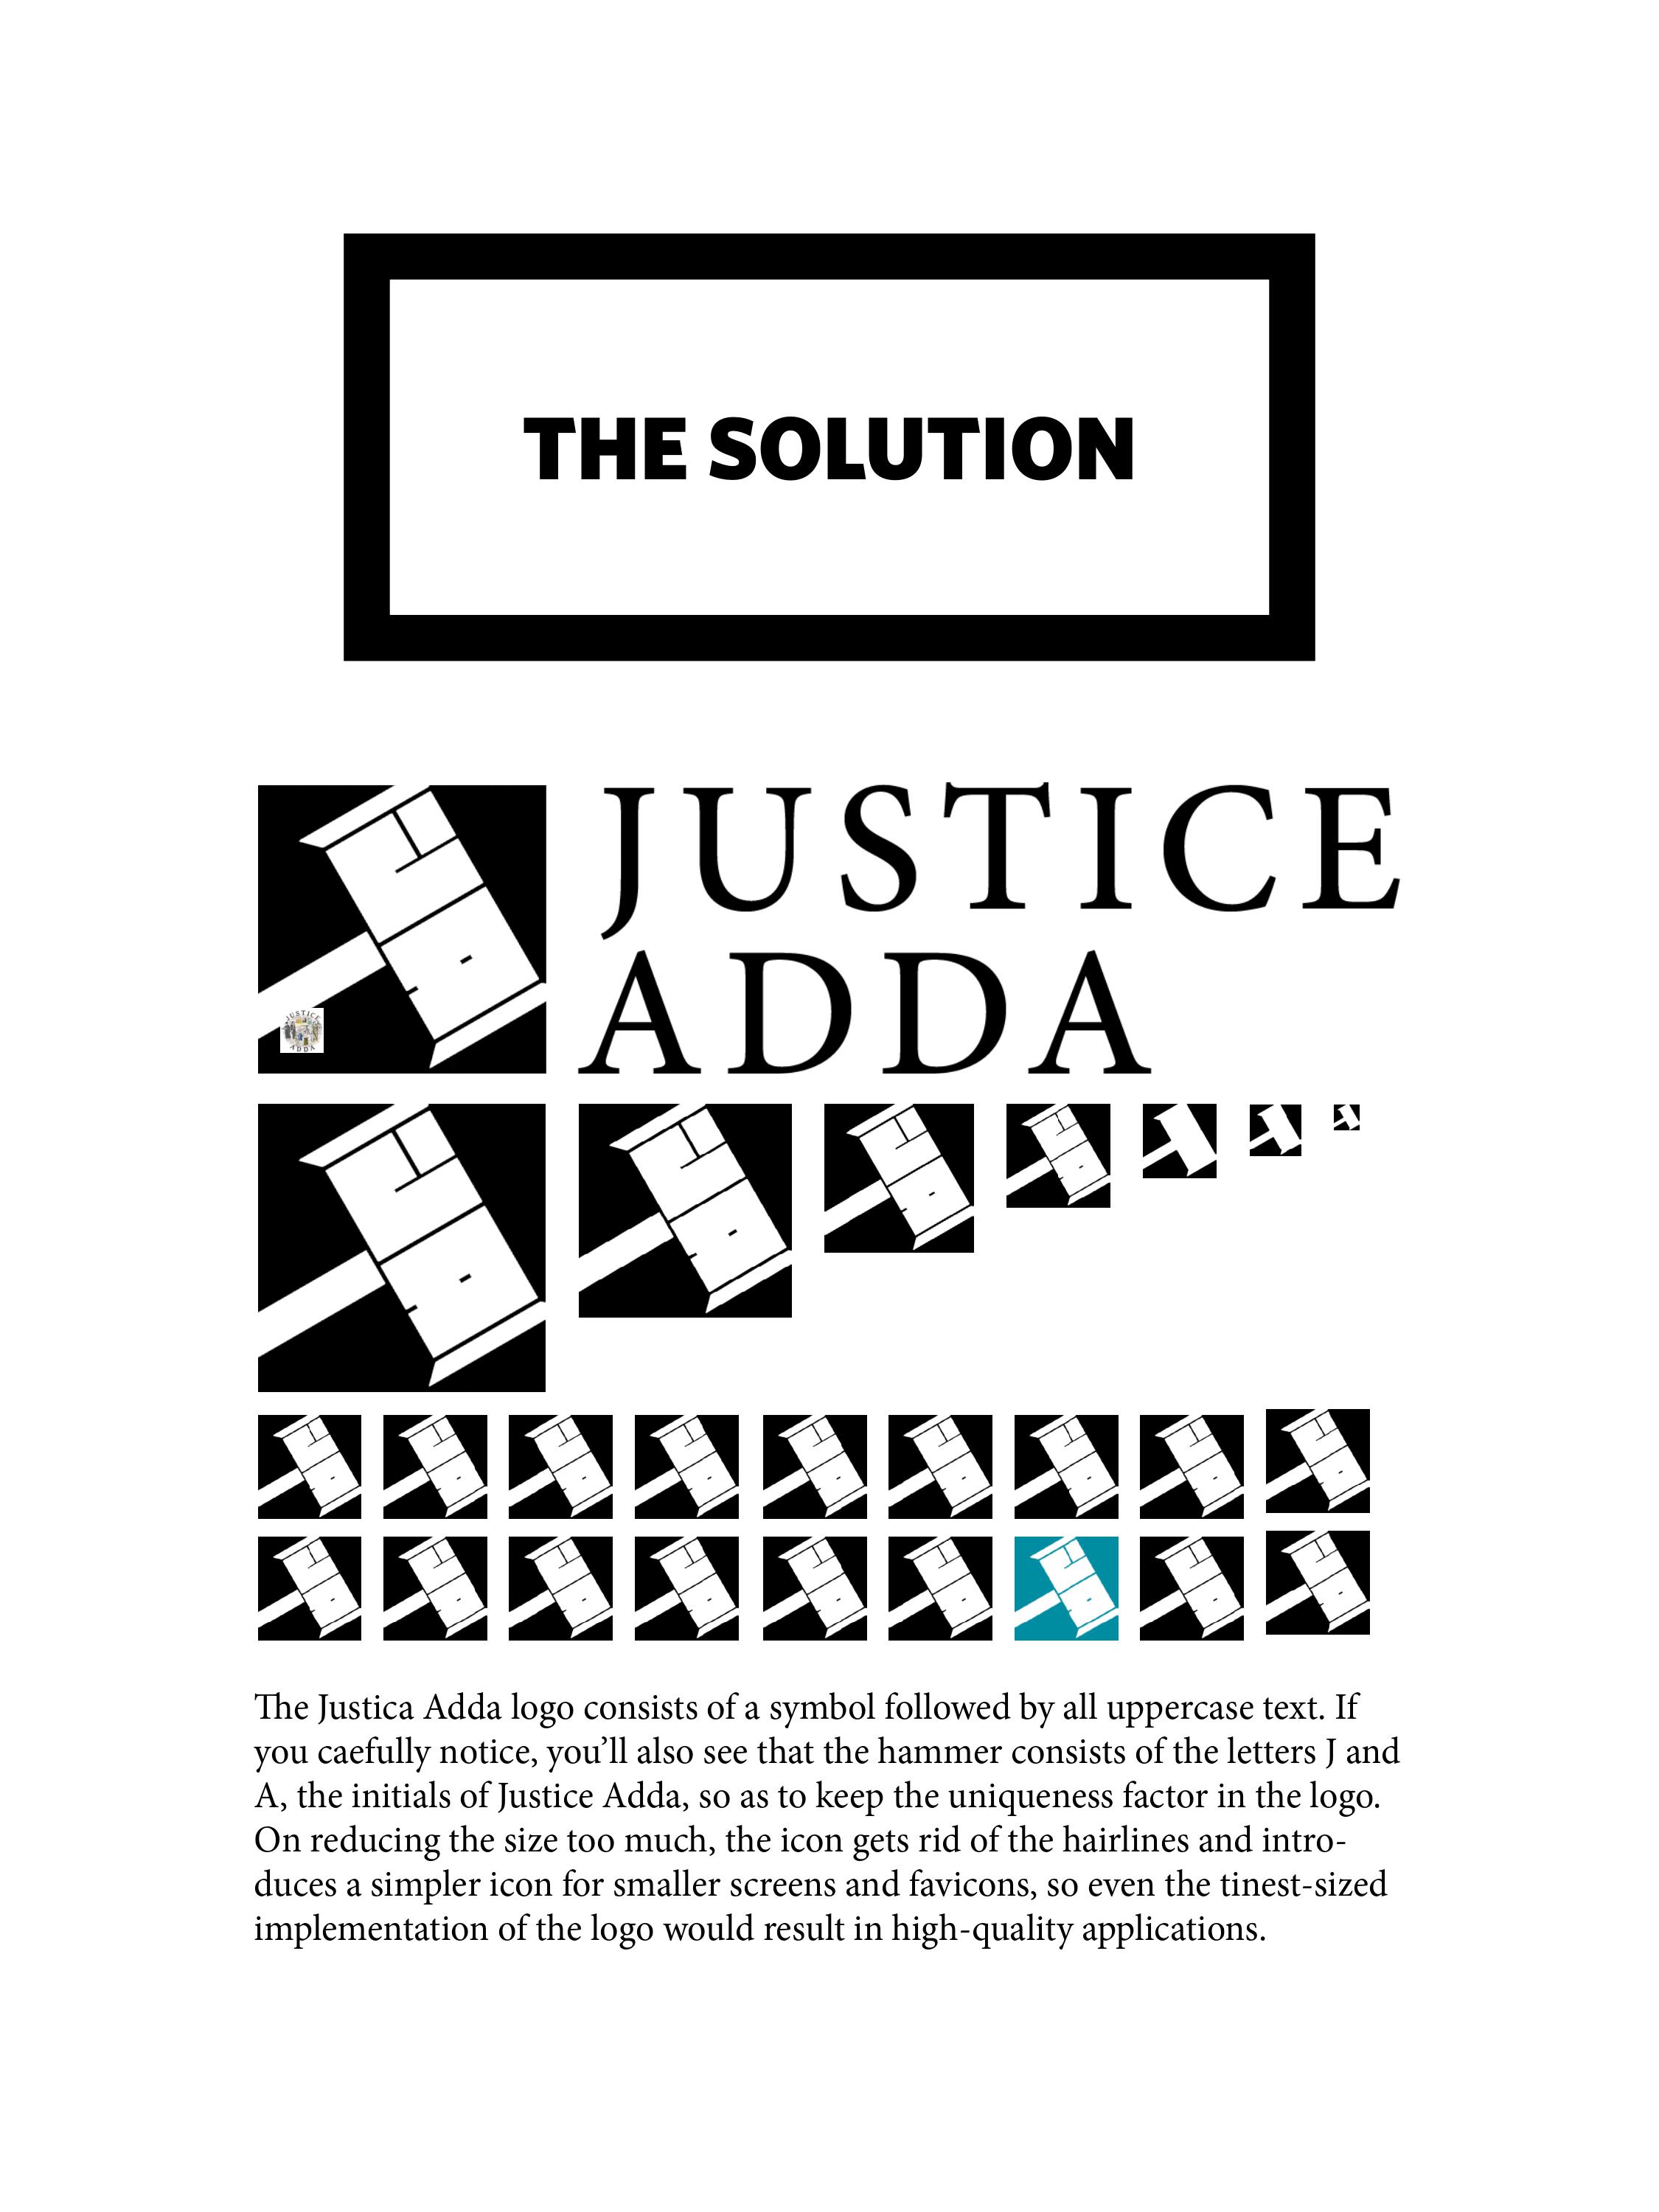 THE SOLUTION
JUSTICE
ADDA
JUSTICE
ADDA
The Justica Adda logo consists of a symbol followed by all uppercase text. If
you caefully notice, you’ll also see that the hammer consists of the letters J and
A, the initials of Justice Adda, so as to keep the uniqueness factor in the logo.
On reducing the size too much, the icon gets rid of the hairlines and intro-
duces a simpler icon for smaller screens and favicons, so even the tinest-sized
implementation of the logo would result in high-quality applications.